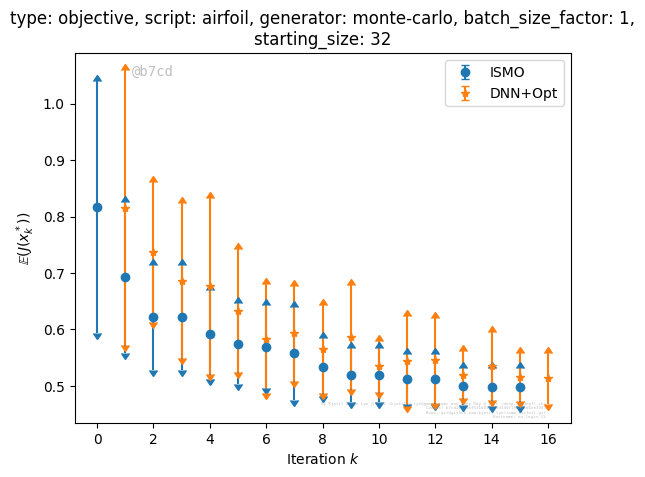 type: objective, script: airfoil, generator: monte-carlo, batch_size_factor: 1,
starting_size: 32
@b7cd
ISMO
DNN+Opt
𝔼(J(x*ₖ))
1.0
0.9
0.8
0.7
0.6
0.5
0 2 4 6 8 10 12 14 16
Iteration k